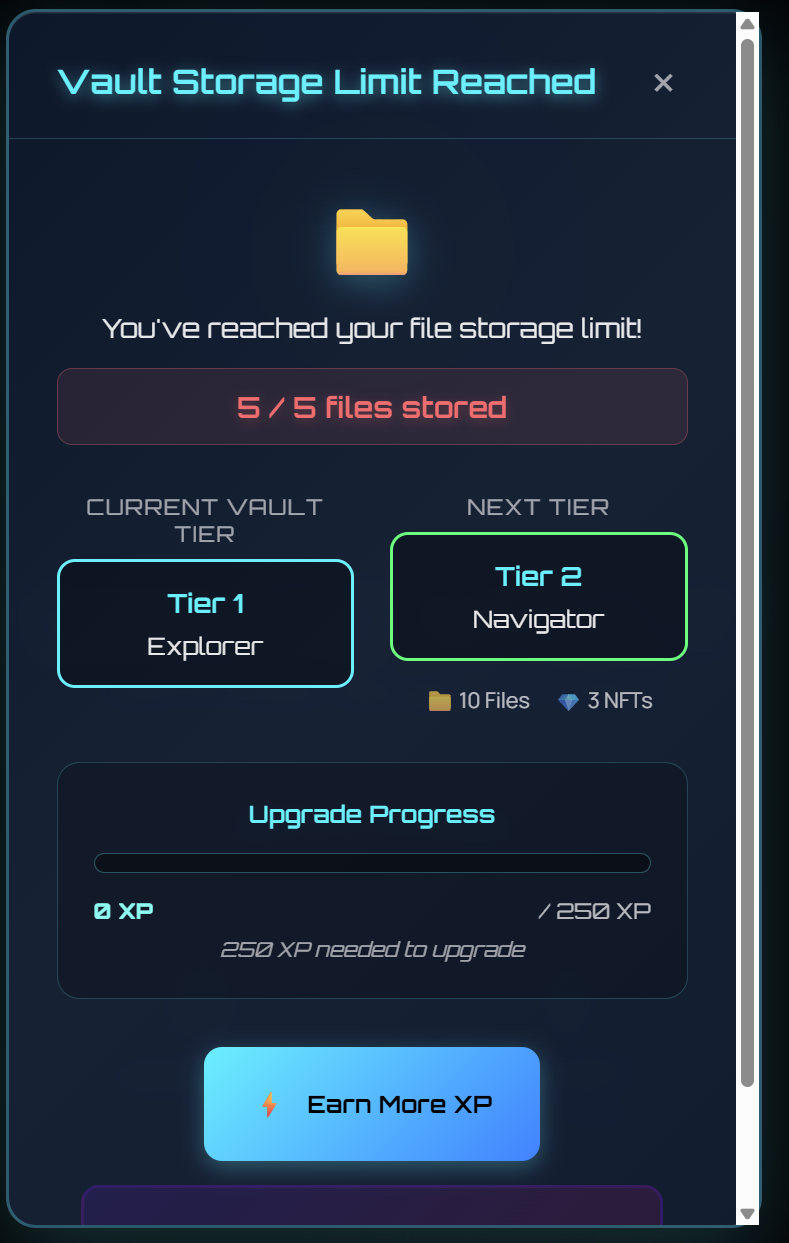 Vault Storage Limit Reached
×
You've reached your file storage limit!
5 / 5 files stored
CURRENT VAULT
TIER
Tier 1
Explorer
NEXT TIER
Tier 2
Navigator
10 Files 3 NFTs
Upgrade Progress
0 XP / 250 XP
250 XP needed to upgrade
Earn More XP